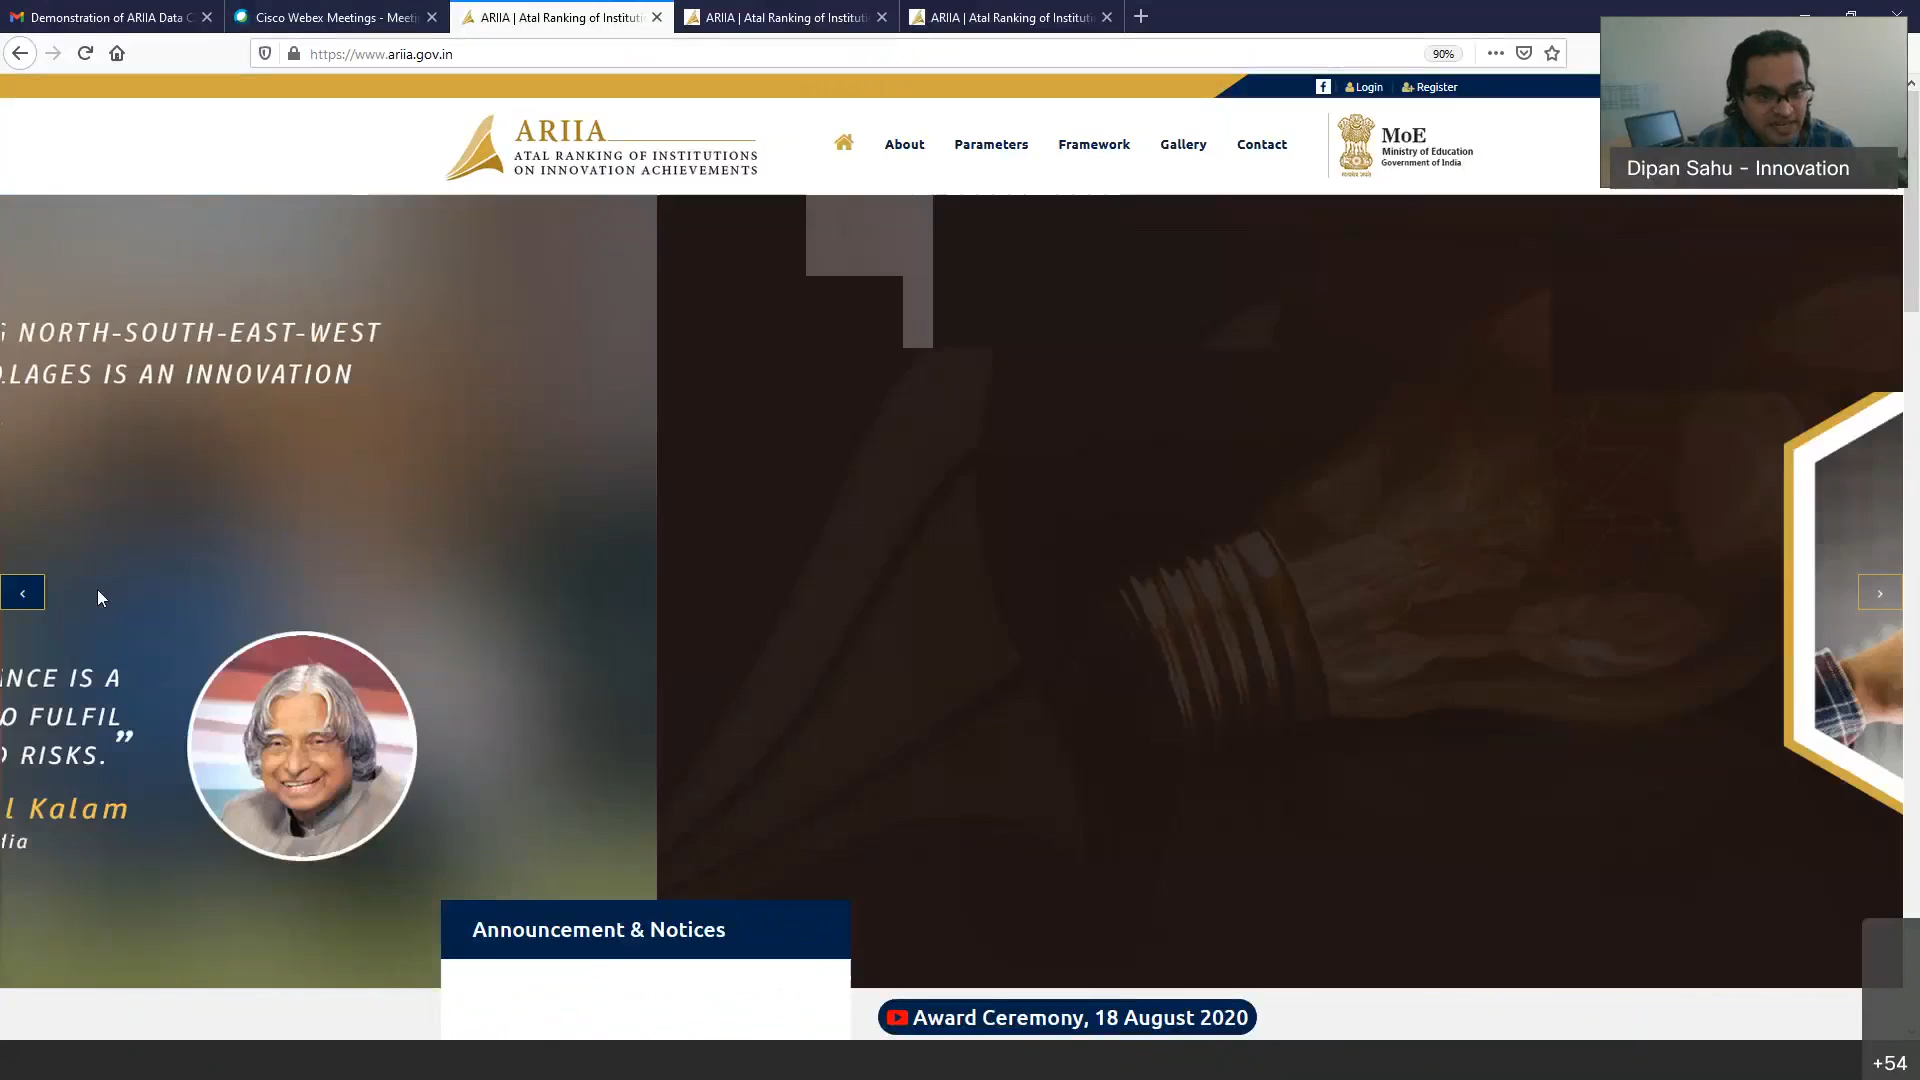 Demonstration of ARIIA Data C
Cisco Webex Meetings - Meeti
ARIIA | Atal Ranking of Instituti
ARIIA | Atal Ranking of Instituti
ARIIA | Atal Ranking of Instituti
https://www.ariia.gov.in
90%
Login
Register
ARIIA
ATAL RANKING OF INSTITUTIONS
ON INNOVATION ACHIEVEMENTS
About
Parameters
Framework
Gallery
Contact
MoE
Ministry of Education
Government of India
Dipan Sahu - Innovation
NORTH-SOUTH-EAST-WEST
LLAGES IS AN INNOVATION
NCE IS A
O FULFIL
RISKS.”
l Kalam
dia
Announcement & Notices
Award Ceremony, 18 August 2020
+54